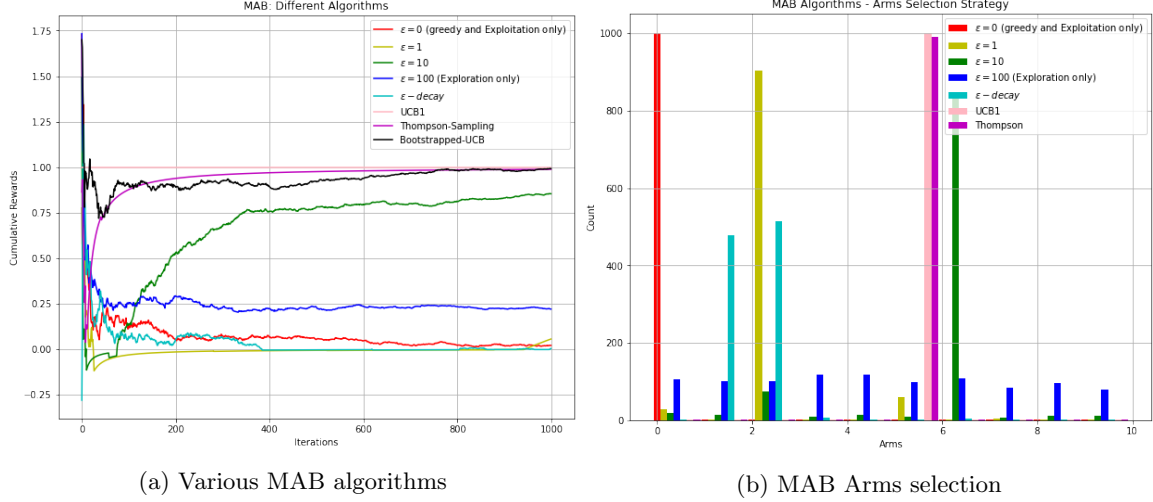 MAB: Different Algorithms
ε = 0 (greedy and Exploitation only)
ε = 1
ε = 10
ε = 100 (Exploration only)
ε − decay
UCB1
Thompson-Sampling
Bootstrapped-UCB
Cumulative Rewards
1.75
1.50
1.25
1.00
0.75
0.50
0.25
0.00
−0.25
0 200 400 600 800 1000
Iterations
(a) Various MAB algorithms
MAB Algorithms - Arms Selection Strategy
ε = 0 (greedy and Exploitation only)
ε = 1
ε = 10
ε = 100 (Exploration only)
ε − decay
UCB1
Thompson
Count
1000
800
600
400
200
0
0 2 4 6 8 10
Arms
(b) MAB Arms selection